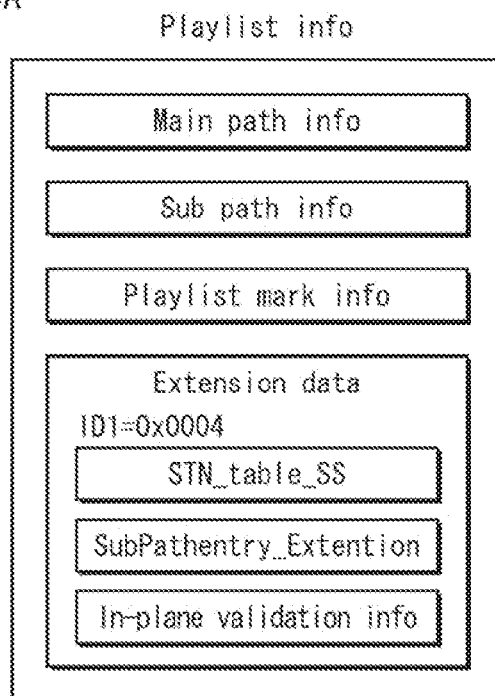 Playlist info
Main path info
Sub path info
Playlist mark info
Extension data
ID1=0x0004
STN_table_SS
SubPathentry_Extention
In-plane validation info